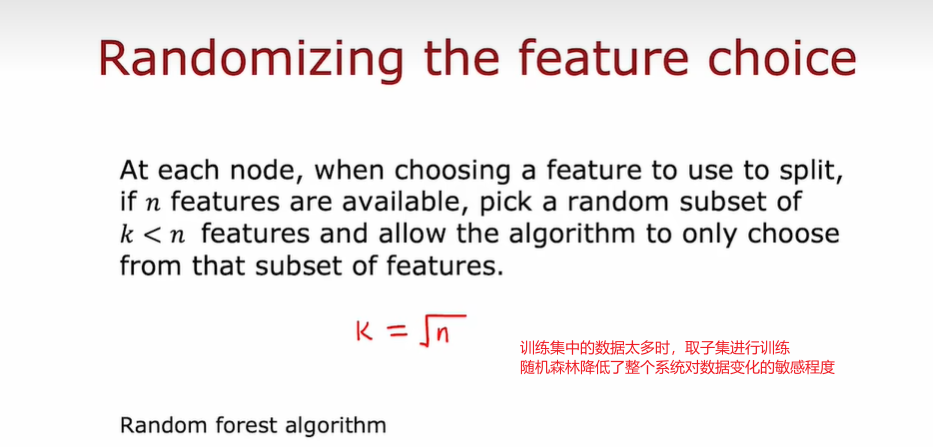 Randomizing the feature choice
At each node, when choosing a feature to use to split,
if n features are available, pick a random subset of
k < n features and allow the algorithm to only choose
from that subset of features.
K = √n
训练集中的数据太多时，取子集进行训练
随机森林降低了整个系统对数据变化的敏感程度
Random forest algorithm